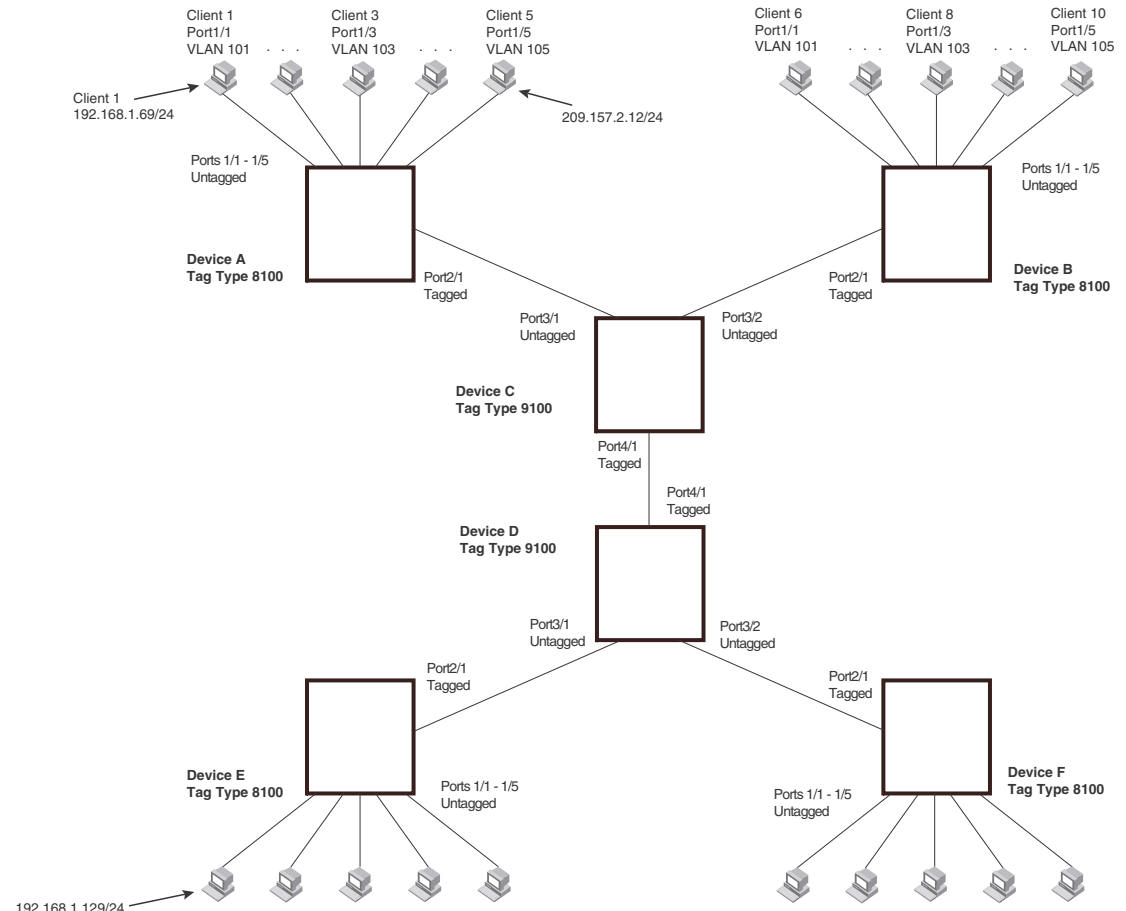 Client 1
Port1/1
VLAN 101
. . .
Client 3
Port1/3
VLAN 103
. . .
Client 5
Port1/5
VLAN 105
Client 6
Port1/1
VLAN 101
. . .
Client 8
Port1/3
VLAN 103
. . .
Client 10
Port1/5
VLAN 105
Client 1
192.168.1.69/24
209.157.2.12/24
Ports 1/1 - 1/5
Untagged
Ports 1/1 - 1/5
Untagged
Device A
Tag Type 8100
Port2/1
Tagged
Port2/1
Tagged
Device B
Tag Type 8100
Port3/1
Untagged
Port3/2
Untagged
Device C
Tag Type 9100
Port4/1
Tagged
Port4/1
Tagged
Device D
Tag Type 9100
Port3/1
Untagged
Port3/2
Untagged
Port2/1
Tagged
Port2/1
Tagged
Device E
Tag Type 8100
Ports 1/1 - 1/5
Untagged
Ports 1/1 - 1/5
Untagged
Device F
Tag Type 8100
192.168.1.129/24